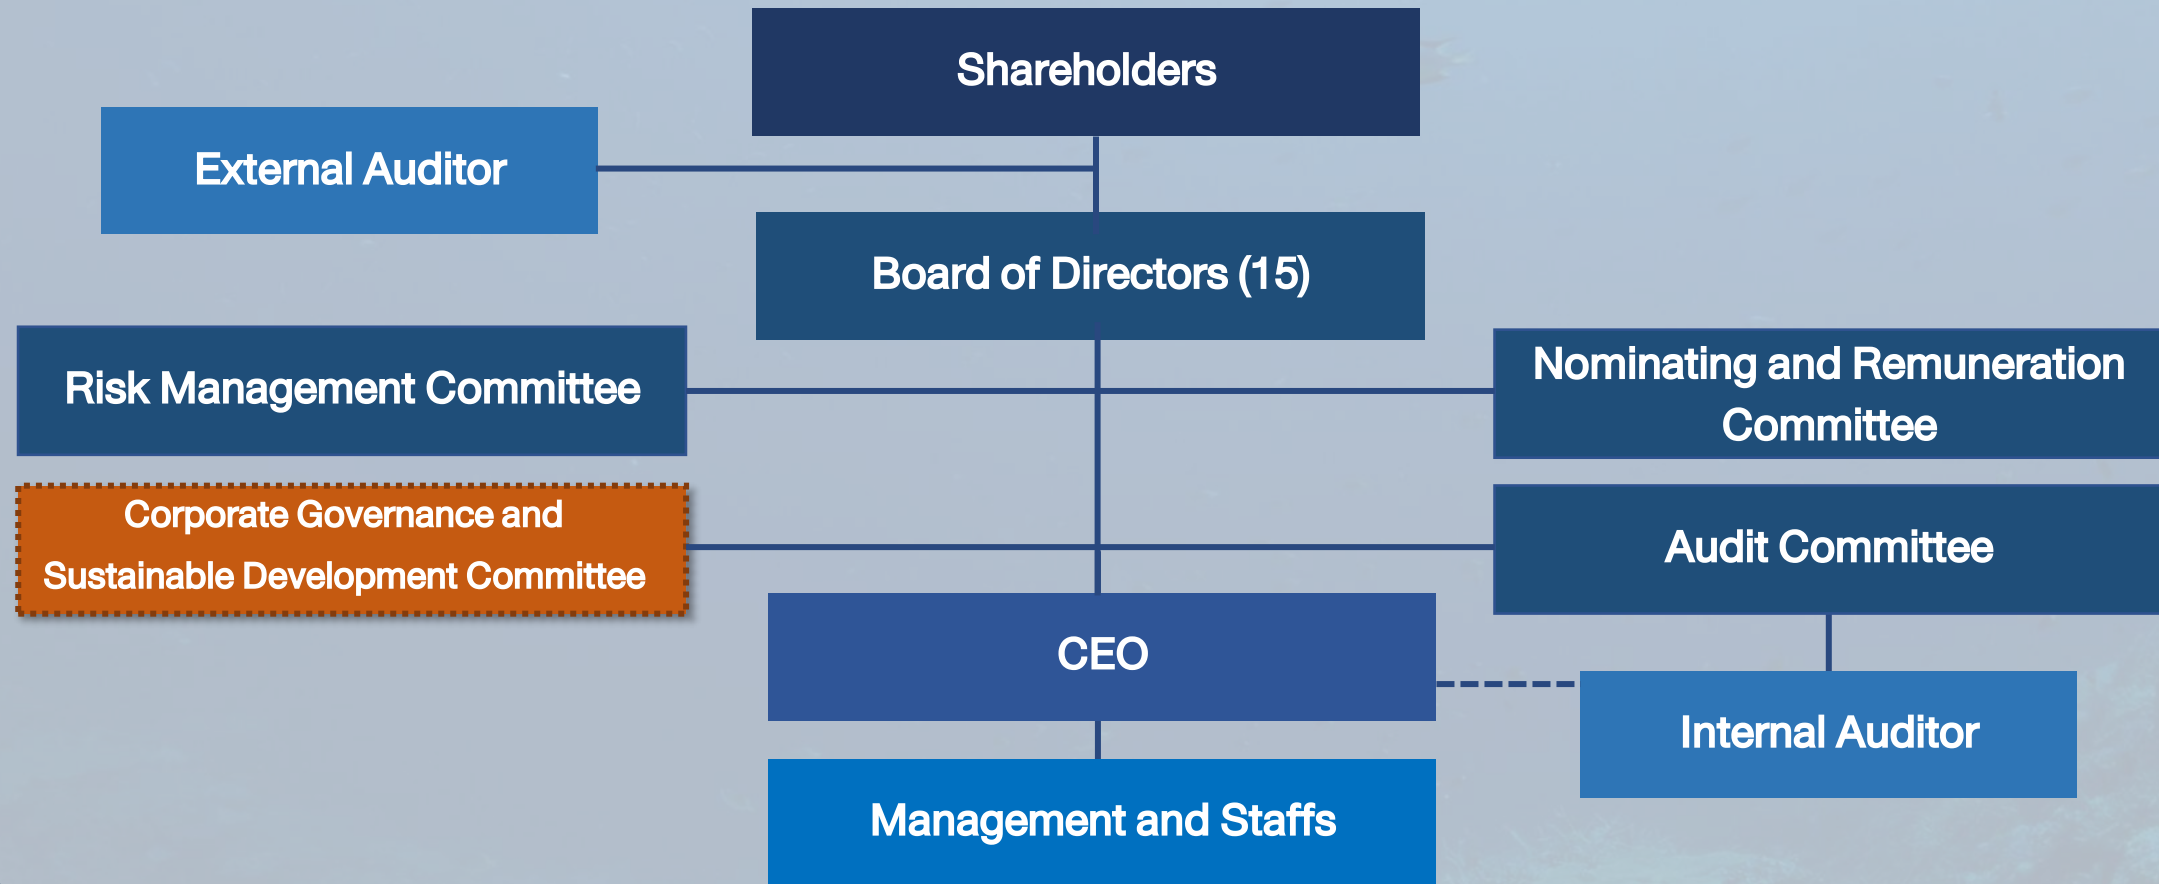 Shareholders
External Auditor
Board of Directors (15)
Risk Management Committee
Nominating and Remuneration
Committee
Corporate Governance and
Sustainable Development Committee
Audit Committee
CEO
Internal Auditor
Management and Staffs